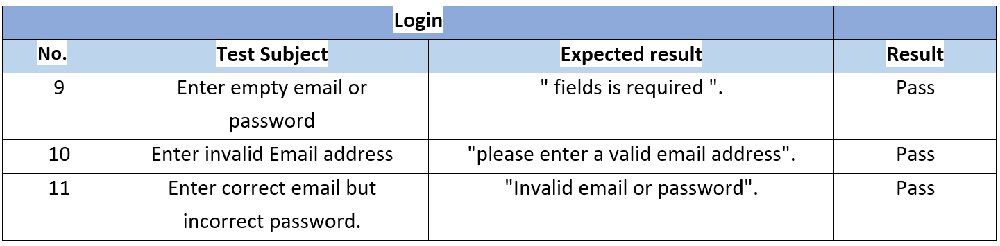 Login
No. Test Subject Expected result Result
9 Enter empty email or " fields is required ". Pass
password
10 Enter invalid Email address "please enter a valid email address". Pass
11 Enter correct email but "Invalid email or password". Pass
incorrect password.